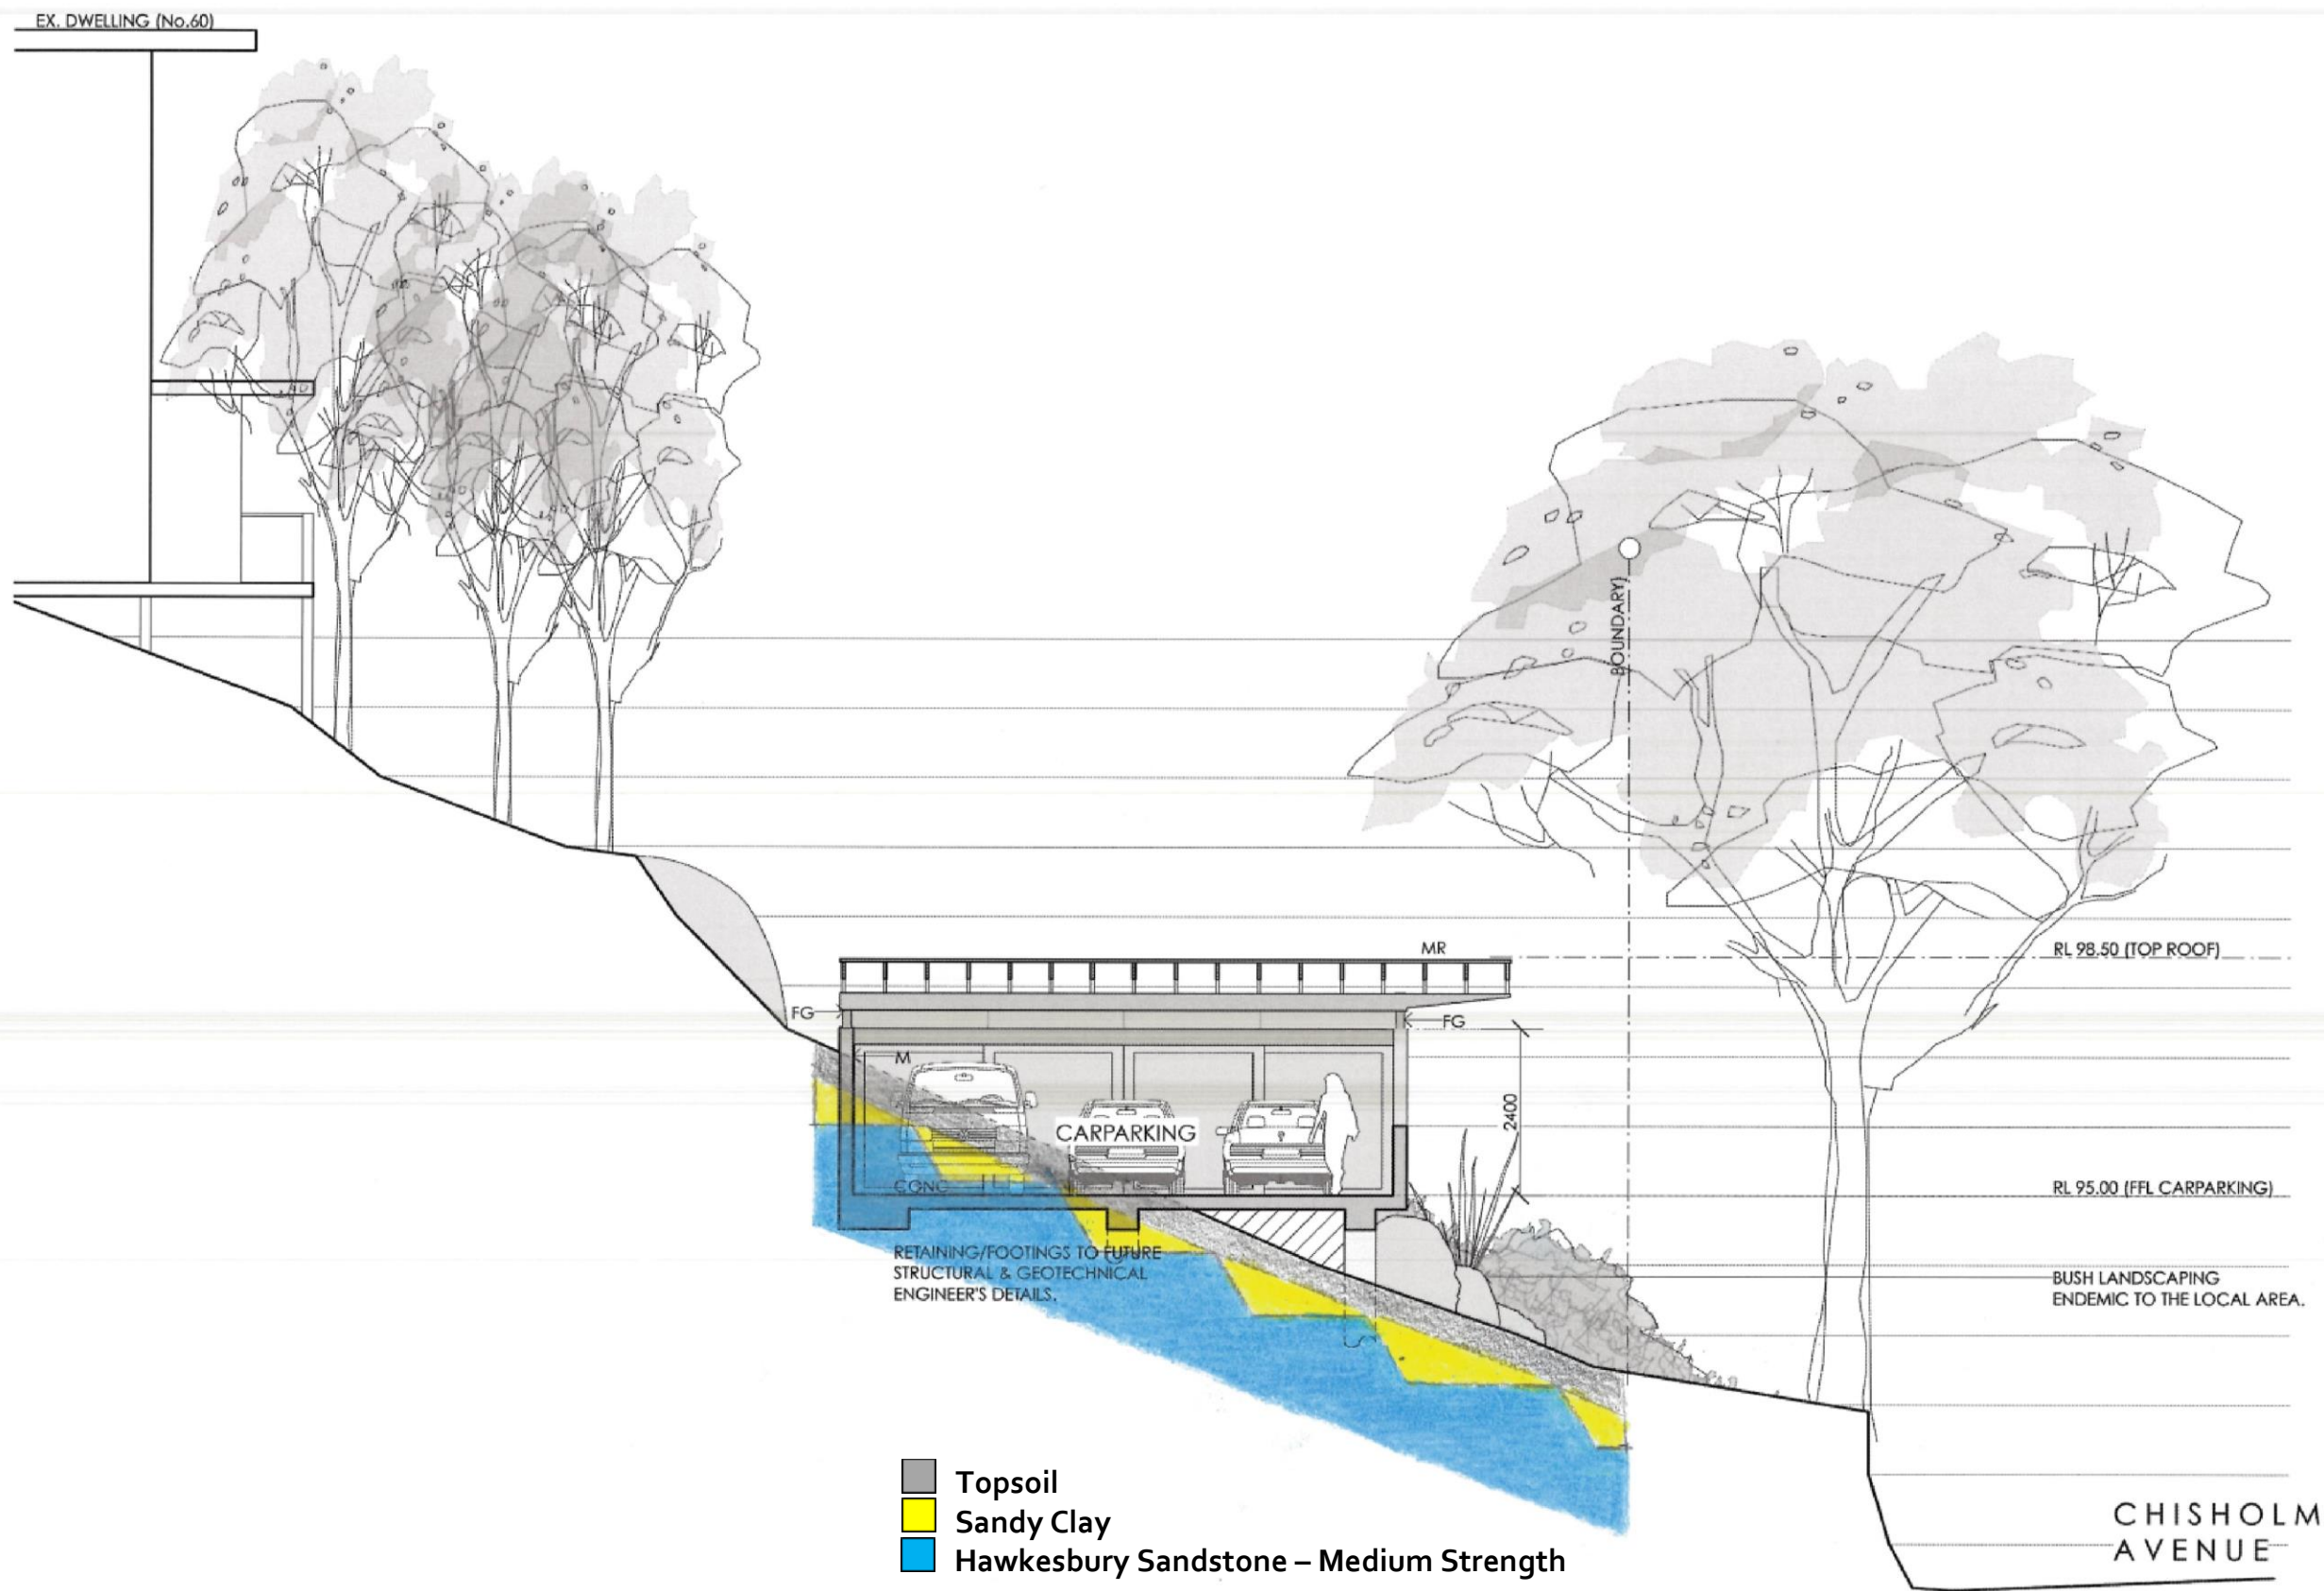 EX. DWELLING (No.60)
BOUNDARY)
MR
RL 98.50 (TOP ROOF)
FG
FG
M
2400
CARPARKING
CONC
RL 95.00 (FFL CARPARKING)
RETAINING/FOOTINGS TO FUTURE
STRUCTURAL & GEOTECHNICAL
ENGINEER'S DETAILS.
BUSH LANDSCAPING
ENDEMIC TO THE LOCAL AREA.
Topsoil
Sandy Clay
Hawkesbury Sandstone – Medium Strength
CHISHOLM
AVENUE